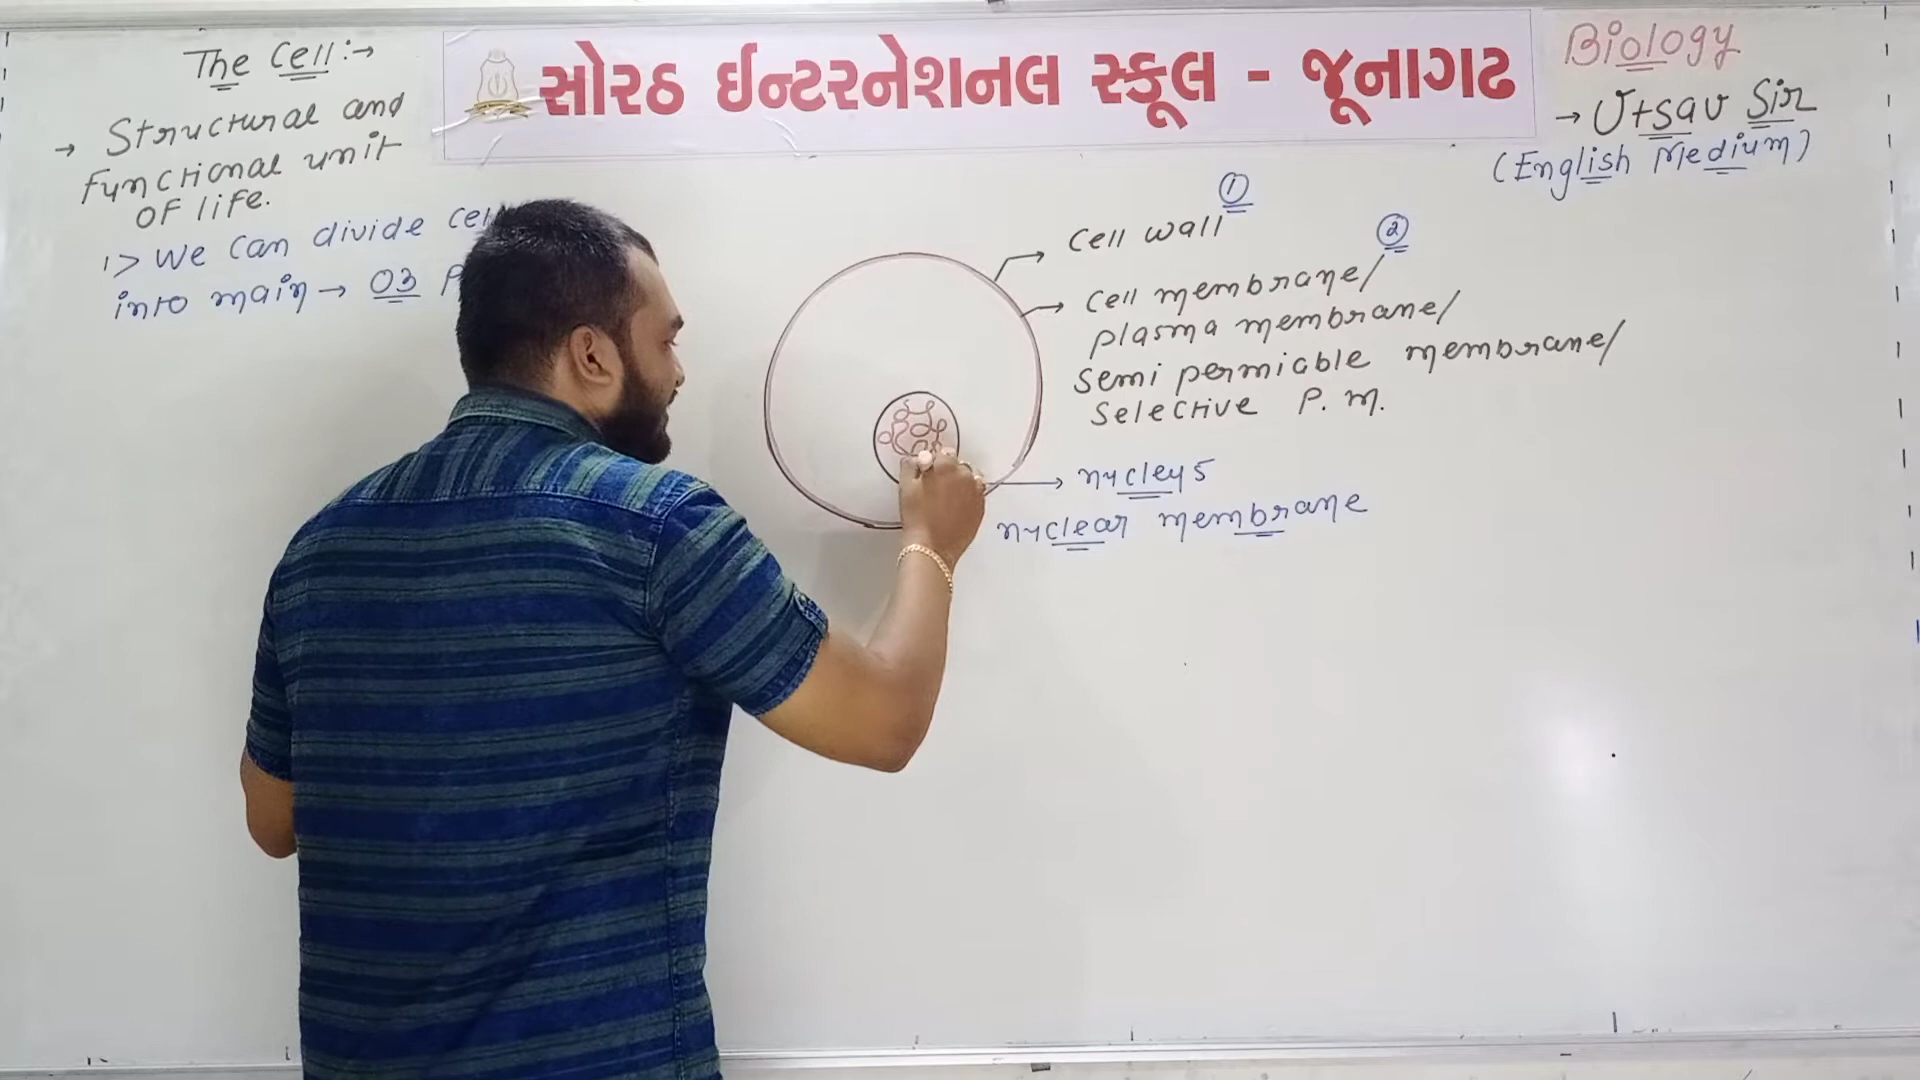 The Cell:→
→ Structural and
functional unit
OF life.
1> We can divide cell
into main → 03 P
સોરઠ ઈન્ટરનેશનલ સ્કૂલ - જૂનાગઢ
Biology
→ Utsav Sir
(English Medium)
Cell wall ①
Cell membrane/ ②
plasma membrane/
Semi permiable membrane/
Selective P. M.
nucleus
nuclear membrane